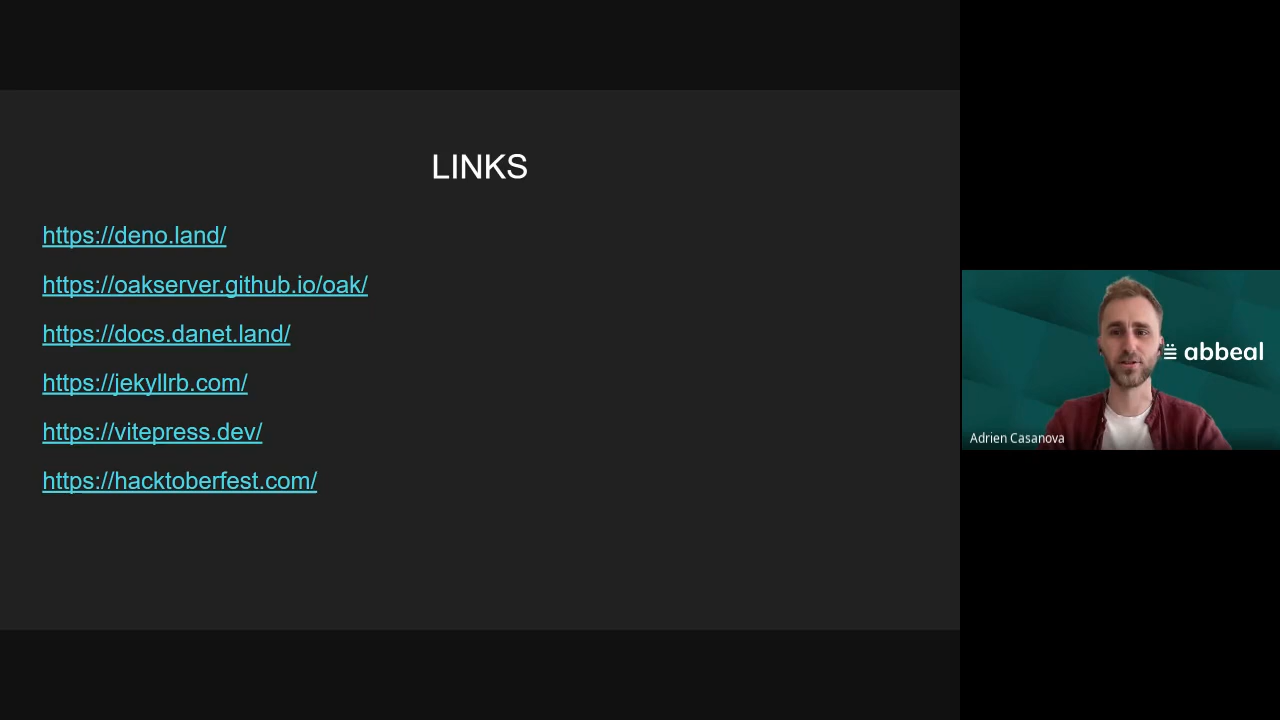 LINKS
https://deno.land/
https://oakserver.github.io/oak/
https://docs.danet.land/
https://jekyllrb.com/
https://vitepress.dev/
https://hacktoberfest.com/
abbeal
Adrien Casanova